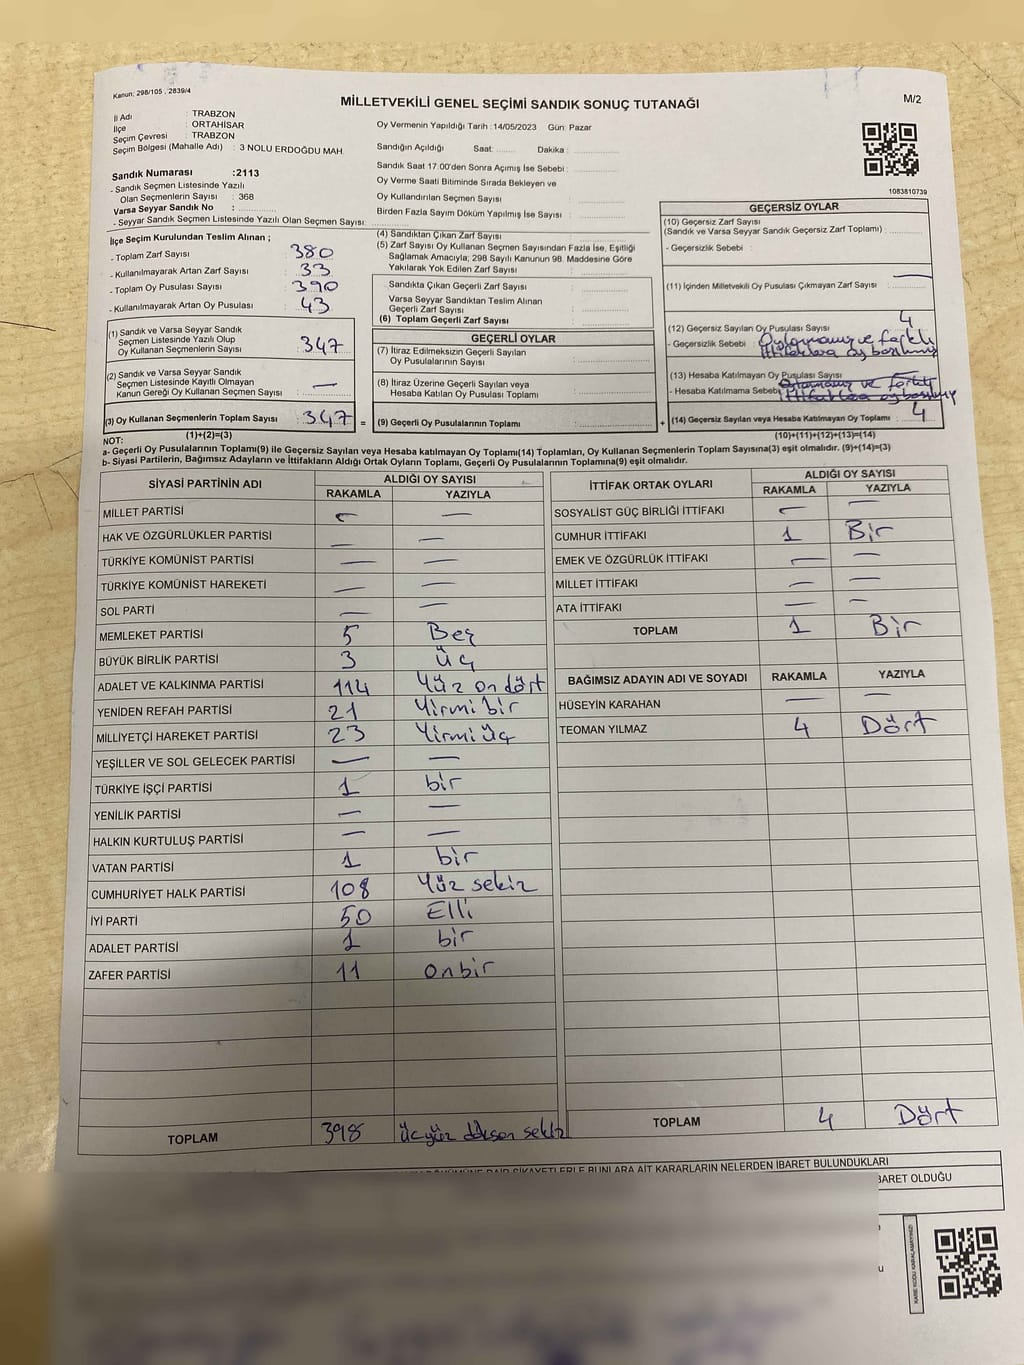 Kanun: 298/105 , 2839/4
MİLLETVEKİLİ GENEL SEÇİMİ SANDIK SONUÇ TUTANAĞI
M/2
İl Adı : TRABZON
İlçe : ORTAHİSAR
Seçim Çevresi : TRABZON
Seçim Bölgesi (Mahalle Adı) : 3 NOLU ERDOĞDU MAH.
Sandık Numarası :2113
- Sandık Seçmen Listesinde Yazılı
Olan Seçmenlerin Sayısı : 368
Varsa Seyyar Sandık No :
- Seyyar Sandık Seçmen Listesinde Yazılı Olan Seçmen Sayısı:
Oy Vermenin Yapıldığı Tarih :14/05/2023 Gün: Pazar
Sandığın Açıldığı Saat: Dakika :
Sandık Saat 17:00'den Sonra Açımış İse Sebebi :
Oy Verme Saati Bitiminde Sırada Bekleyen ve
Oy Kullandırılan Seçmen Sayısı :
Birden Fazla Sayım Döküm Yapılmış İse Sayısı :
1083810739
İlçe Seçim Kurulundan Teslim Alınan ;
- Toplam Zarf Sayısı : 380
- Kullanılmayarak Artan Zarf Sayısı : 33
- Toplam Oy Pusulası Sayısı : 390
- Kullanılmayarak Artan Oy Pusulası : 43
(1) Sandık ve Varsa Seyyar Sandık
Seçmen Listesinde Yazılı Olup
Oy Kullanan Seçmenlerin Sayısı : 347
(2) Sandık ve Varsa Seyyar Sandık
Seçmen Listesinde Kayıtlı Olmayan
Kanun Gereği Oy Kullanan Seçmen Sayısı : —
(3) Oy Kullanan Seçmenlerin Toplam Sayısı : 347
(1)+(2)=(3)
(4) Sandıktan Çıkan Zarf Sayısı :
(5) Zarf Sayısı Oy Kullanan Seçmen Sayısından Fazla İse, Eşitliği
Sağlamak Amacıyla; 298 Sayılı Kanunun 98. Maddesine Göre
Yakılarak Yok Edilen Zarf Sayısı :
Sandıkta Çıkan Geçerli Zarf Sayısı :
Varsa Seyyar Sandıktan Teslim Alınan
Geçerli Zarf Sayısı :
(6) Toplam Geçerli Zarf Sayısı :
GEÇERLİ OYLAR
(7) İtiraz Edilmeksizin Geçerli Sayılan
Oy Pusulalarının Sayısı :
(8) İtiraz Üzerine Geçerli Sayılan veya
Hesaba Katılan Oy Pusulası Toplamı :
= (9) Geçerli Oy Pusulalarının Toplamı :
GEÇERSİZ OYLAR
(10) Geçersiz Zarf Sayısı
(Sandık ve Varsa Seyyar Sandık Geçersiz Zarf Toplamı) :
- Geçersizlik Sebebi :
(11) İçinden Milletvekili Oy Pusulası Çıkmayan Zarf Sayısı : —
(12) Geçersiz Sayılan Oy Pusulası Sayısı : 4
- Geçersizlik Sebebi : ve farklı
ittifaklara oy basılmış
(13) Hesaba Katılmayan Oy Pusulası Sayısı
- Hesaba Katılmama Sebebi ve farklı
ittifaklara oy basılmış
+ (14) Geçersiz Sayılan veya Hesaba Katılmayan Oy Toplamı : 4
(10)+(11)+(12)+(13)=(14)
NOT:
a- Geçerli Oy Pusulalarının Toplamı(9) ile Geçersiz Sayılan veya Hesaba katılmayan Oy Toplamı(14) Toplamları, Oy Kullanan Seçmenlerin Toplam Sayısına(3) eşit olmalıdır. (9)+(14)=(3)
b- Siyasi Partilerin, Bağımsız Adayların ve İttifakların Aldığı Ortak Oyların Toplamı, Geçerli Oy Pusulalarının Toplamına(9) eşit olmalıdır.
SİYASİ PARTİNİN ADI ALDIĞI OY SAYISI
RAKAMLA YAZIYLA
MİLLET PARTİSİ — —
HAK VE ÖZGÜRLÜKLER PARTİSİ — —
TÜRKİYE KOMÜNİST PARTİSİ — —
TÜRKİYE KOMÜNİST HAREKETİ — —
SOL PARTİ — —
MEMLEKET PARTİSİ 5 Beş
BÜYÜK BİRLİK PARTİSİ 3 Üç
ADALET VE KALKINMA PARTİSİ 114 Yüz on dört
YENİDEN REFAH PARTİSİ 21 Yirmi bir
MİLLİYETÇİ HAREKET PARTİSİ 23 Yirmi üç
YEŞİLLER VE SOL GELECEK PARTİSİ — —
TÜRKİYE İŞÇİ PARTİSİ 1 bir
YENİLİK PARTİSİ — —
HALKIN KURTULUŞ PARTİSİ — —
VATAN PARTİSİ 1 bir
CUMHURİYET HALK PARTİSİ 108 Yüz sekiz
İYİ PARTİ 50 Elli
ADALET PARTİSİ 1 bir
ZAFER PARTİSİ 11 onbir
TOPLAM 398 üçyüz doksan sekiz
İTTİFAK ORTAK OYLARI ALDIĞI OY SAYISI
RAKAMLA YAZIYLA
SOSYALİST GÜÇ BİRLİĞİ İTTİFAKI — —
CUMHUR İTTİFAKI 1 Bir
EMEK VE ÖZGÜRLÜK İTTİFAKI — —
MİLLET İTTİFAKI — —
ATA İTTİFAKI — —
TOPLAM 1 Bir
BAĞIMSIZ ADAYIN ADI VE SOYADI RAKAMLA YAZIYLA
HÜSEYİN KARAHAN — —
TEOMAN YILMAZ 4 Dört
TOPLAM 4 Dört
DÖKÜMÜNE DAİR ŞİKAYETLERLE BUNLARA AİT KARARLARIN NELERDEN İBARET BULUNDUKLARI
BARET OLDUĞU